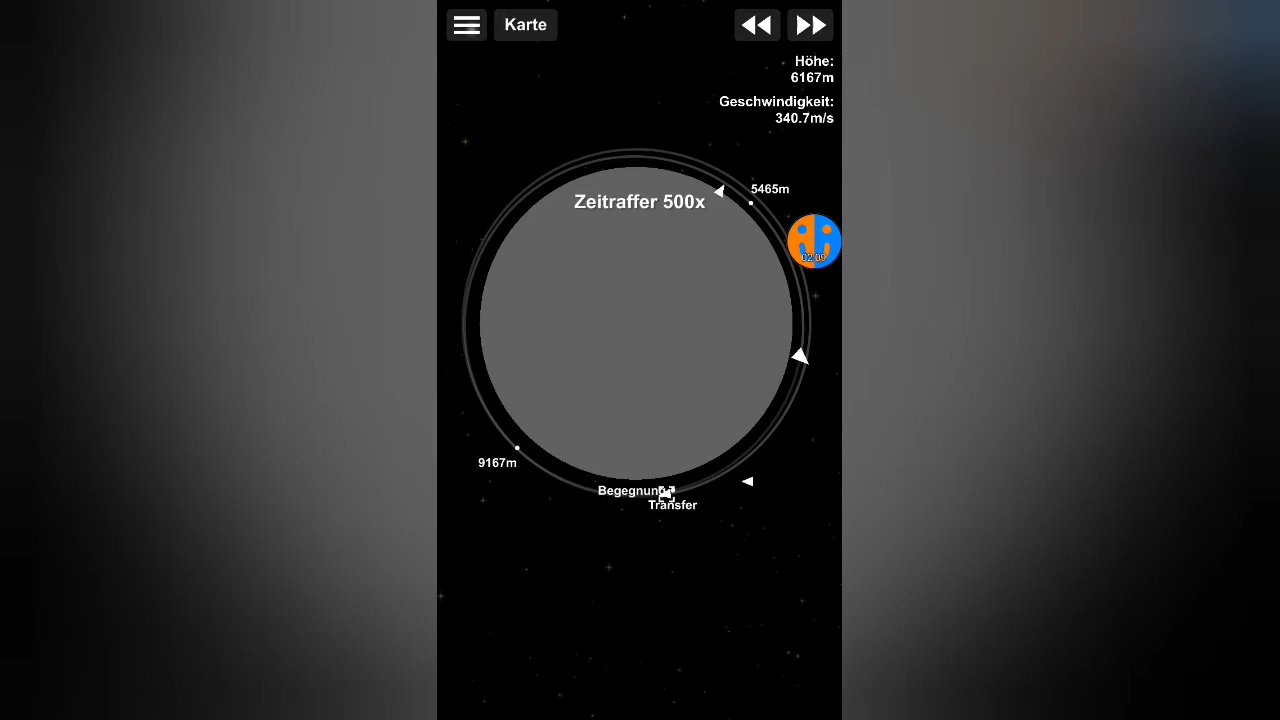 Karte
Höhe:
6167m
Geschwindigkeit:
340.7m/s
5465m
Zeitraffer 500x
02:09
9167m
Begegnung
Transfer